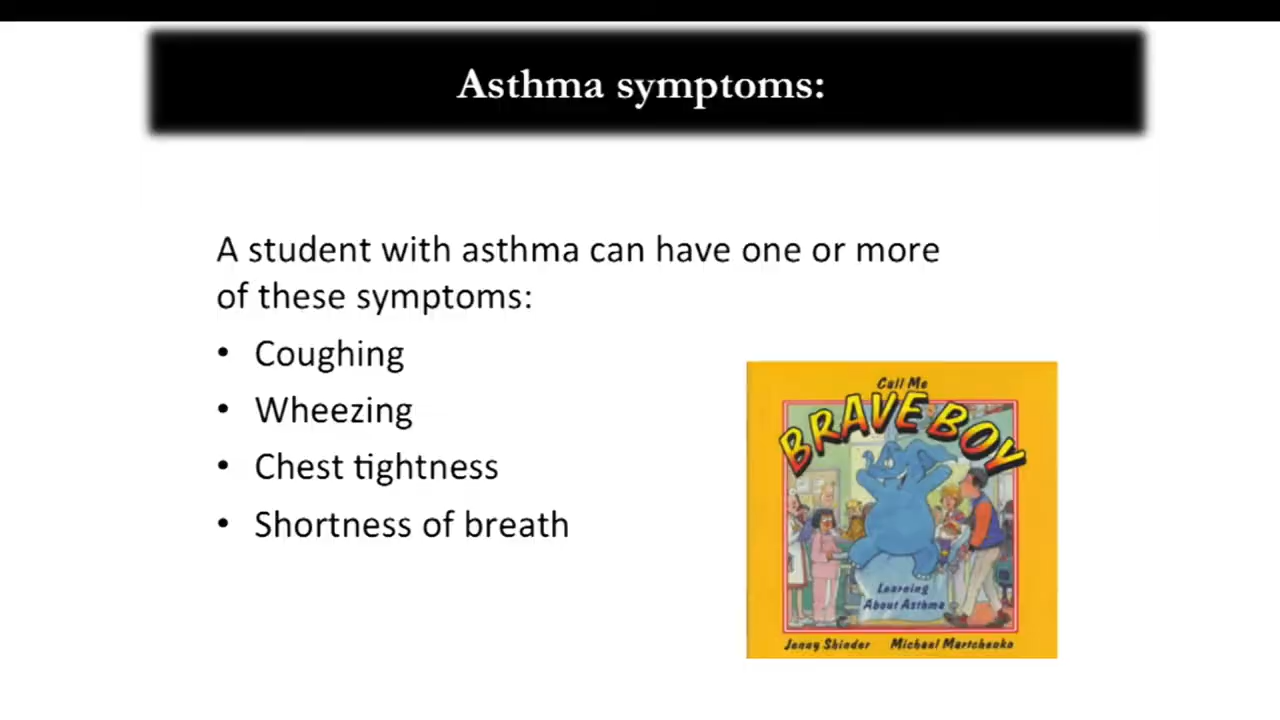 Asthma symptoms:
A student with asthma can have one or more
of these symptoms:
• Coughing
• Wheezing
• Chest tightness
• Shortness of breath
Call Me
BRAVE BOY
Learning
About Asthma
Jenny Shinder Michael Martchenko